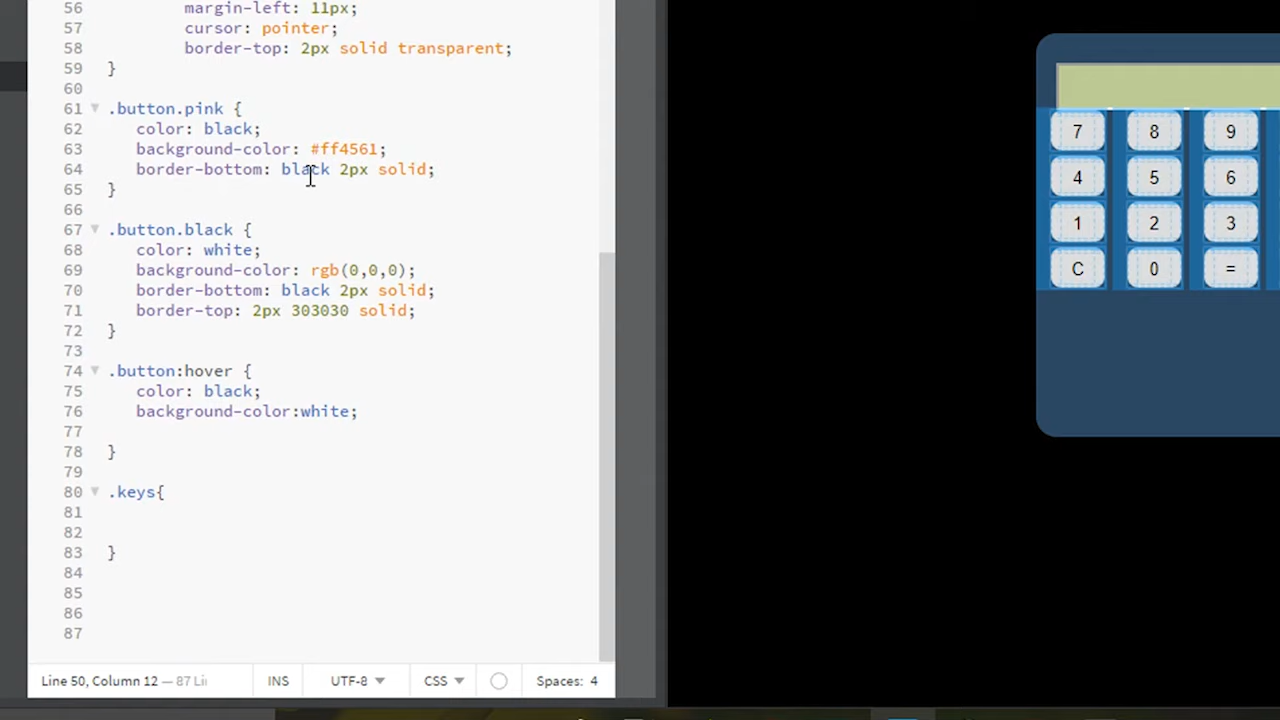 56 margin-left: 11px;
57 cursor: pointer;
58 border-top: 2px solid transparent;
59 }
60
61 .button.pink {
62 color: black;
63 background-color: #ff4561;
64 border-bottom: black 2px solid;
65 }
66
67 .button.black {
68 color: white;
69 background-color: rgb(0,0,0);
70 border-bottom: black 2px solid;
71 border-top: 2px 303030 solid;
72 }
73
74 .button:hover {
75 color: black;
76 background-color:white;
77
78 }
79
80 .keys{
81
82
83 }
84
85
86
87
Line 50, Column 12 — 87 Li
INS
UTF-8
CSS
Spaces: 4
7 8 9
4 5 6
1 2 3
C 0 =